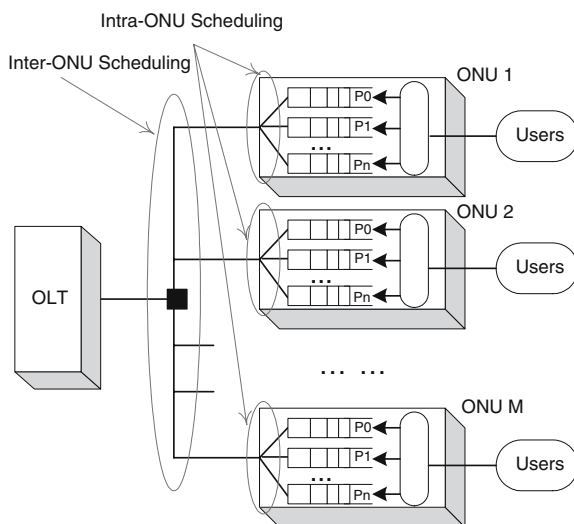 Intra-ONU Scheduling
Inter-ONU Scheduling
ONU 1
P0
P1
...
Pn
Users
ONU 2
P0
P1
...
Pn
Users
OLT
... ...
ONU M
P0
P1
...
Pn
Users